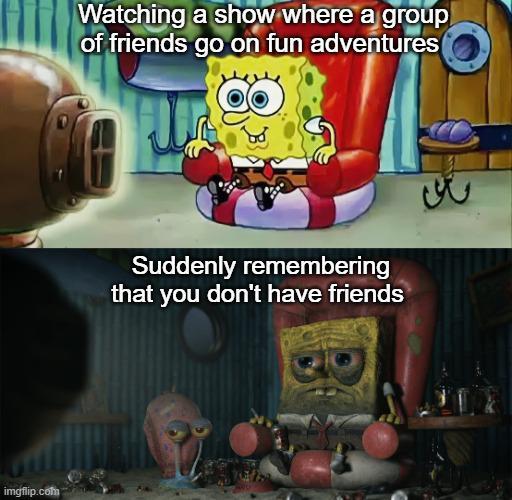 Watching a show where a group
of friends go on fun adventures
Suddenly remembering
that you don't have friends
imgflip.com